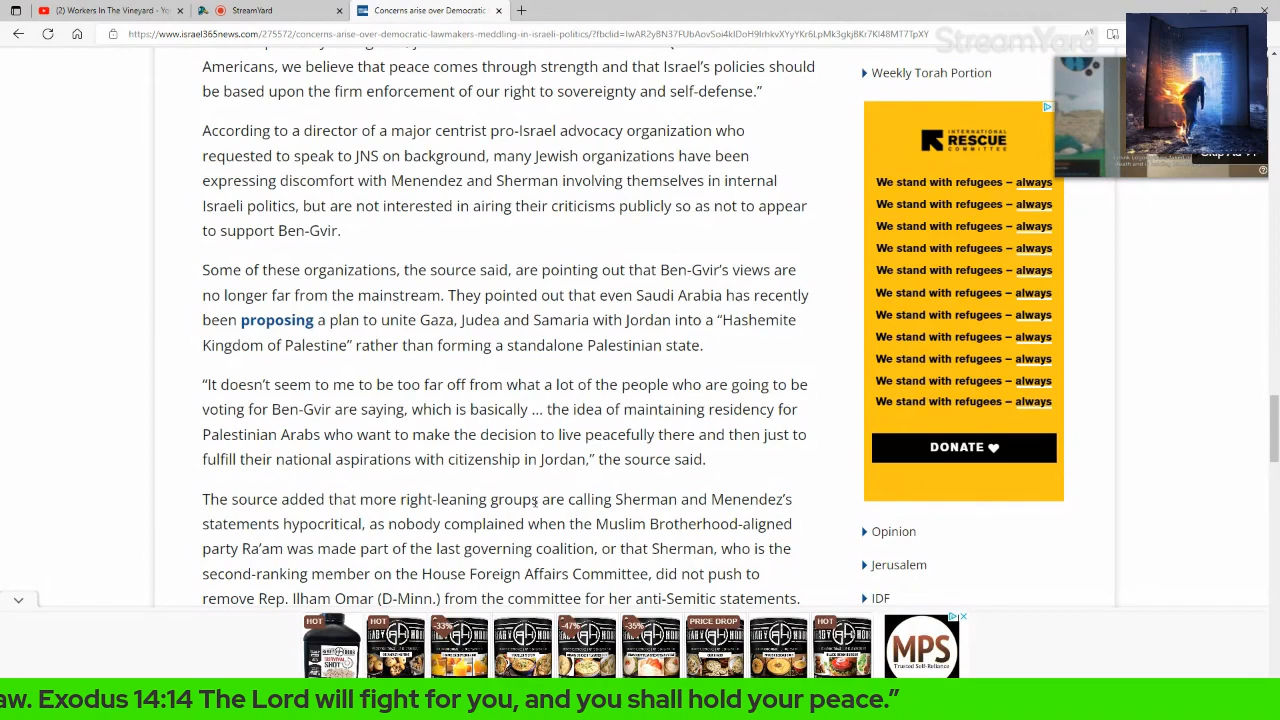 (2) Workers In The Vineyard - Yo
StreamYard
Concerns arise over Democratic
https://www.israel365news.com/275572/concerns-arise-over-democratic-lawmakers-meddling-in-israeli-politics/?fbclid=IwAR2yBN37FUbAovSoi4kIDoH9IrhkvXYyYKr6LpMk3gkjBKr7Kl48MT7TpXY
StreamYard
Americans, we believe that peace comes through strength and that Israel’s policies should
be based upon the firm enforcement of our right to sovereignty and self-defense.”
According to a director of a major centrist pro-Israel advocacy organization who
requested to speak to JNS on background, many Jewish organizations have been
expressing discomfort with Menendez and Sherman involving themselves in internal
Israeli politics, but are not interested in airing their criticisms publicly so as not to appear
to support Ben-Gvir.
Some of these organizations, the source said, are pointing out that Ben-Gvir’s views are
no longer far from the mainstream. They pointed out that even Saudi Arabia has recently
been proposing a plan to unite Gaza, Judea and Samaria with Jordan into a “Hashemite
Kingdom of Palestine” rather than forming a standalone Palestinian state.
“It doesn’t seem to me to be too far off from what a lot of the people who are going to be
voting for Ben-Gvir are saying, which is basically … the idea of maintaining residency for
Palestinian Arabs who want to make the decision to live peacefully there and then just to
fulfill their national aspirations with citizenship in Jordan,” the source said.
The source added that more right-leaning groups are calling Sherman and Menendez’s
statements hypocritical, as nobody complained when the Muslim Brotherhood-aligned
party Ra’am was made part of the last governing coalition, or that Sherman, who is the
second-ranking member on the House Foreign Affairs Committee, did not push to
remove Rep. Ilham Omar (D-Minn.) from the committee for her anti-Semitic statements.
Weekly Torah Portion
INTERNATIONAL
RESCUE
COMMITTEE
We stand with refugees – always
We stand with refugees – always
We stand with refugees – always
We stand with refugees – always
We stand with refugees – always
We stand with refugees – always
We stand with refugees – always
We stand with refugees – always
We stand with refugees – always
We stand with refugees – always
We stand with refugees – always
DONATE
Opinion
Jerusalem
IDF
HOT
HOT
-33%
-47%
-35%
PRICE DROP
HOT
MPS
Trusted Self-Reliance
aw. Exodus 14:14 The Lord will fight for you, and you shall hold your peace.”